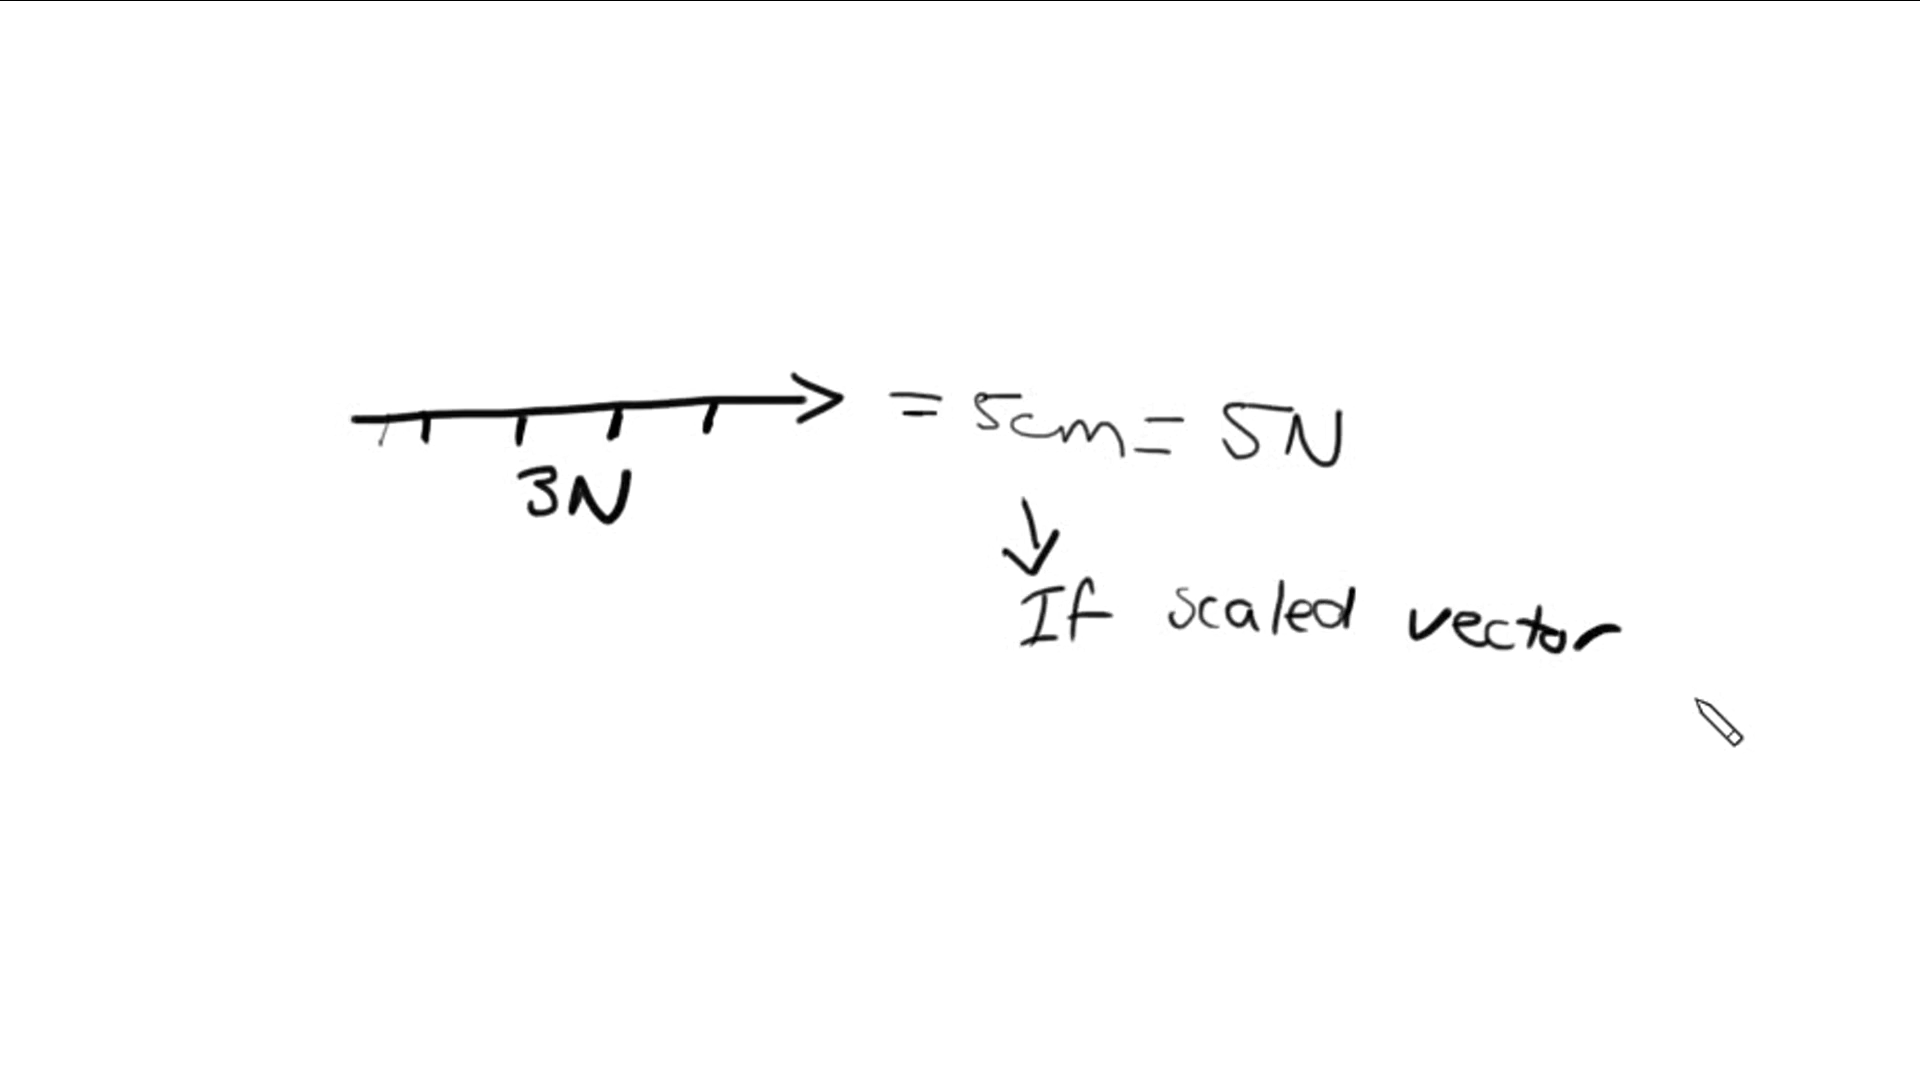 = 5cm = 5N
3N
If scaled vector